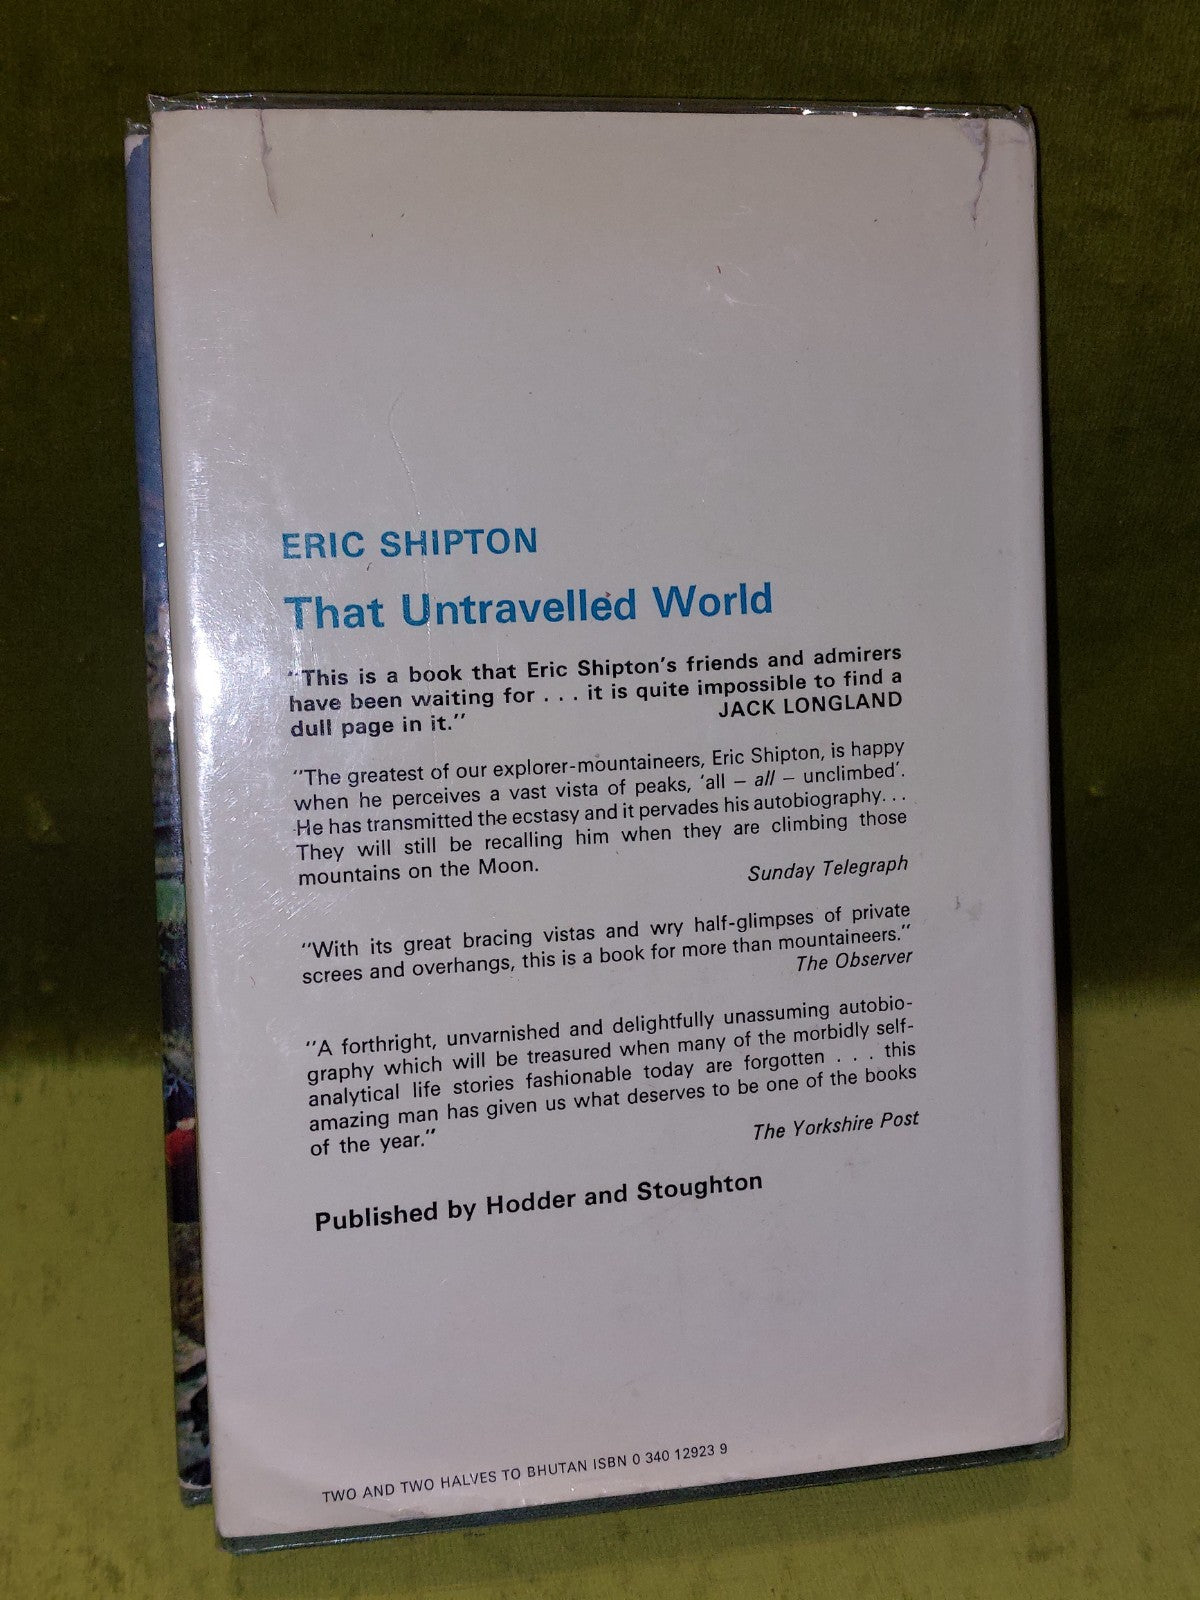 ERIC SHIPTON
That Untravelled World
"This is a book that Eric Shipton's friends and admirers
have been waiting for . . . it is quite impossible to find a
dull page in it."
JACK LONGLAND
"The greatest of our explorer-mountaineers, Eric Shipton, is happy
when he perceives a vast vista of peaks, 'all – all – unclimbed'.
He has transmitted the ecstasy and it pervades his autobiography. . .
They will still be recalling him when they are climbing those
mountains on the Moon.
Sunday Telegraph
"With its great bracing vistas and wry half-glimpses of private
screes and overhangs, this is a book for more than mountaineers."
The Observer
"A forthright, unvarnished and delightfully unassuming autobio-
graphy which will be treasured when many of the morbidly self-
analytical life stories fashionable today are forgotten . . . this
amazing man has given us what deserves to be one of the books
of the year."
The Yorkshire Post
Published by Hodder and Stoughton
TWO AND TWO HALVES TO BHUTAN ISBN 0 340 12923 9